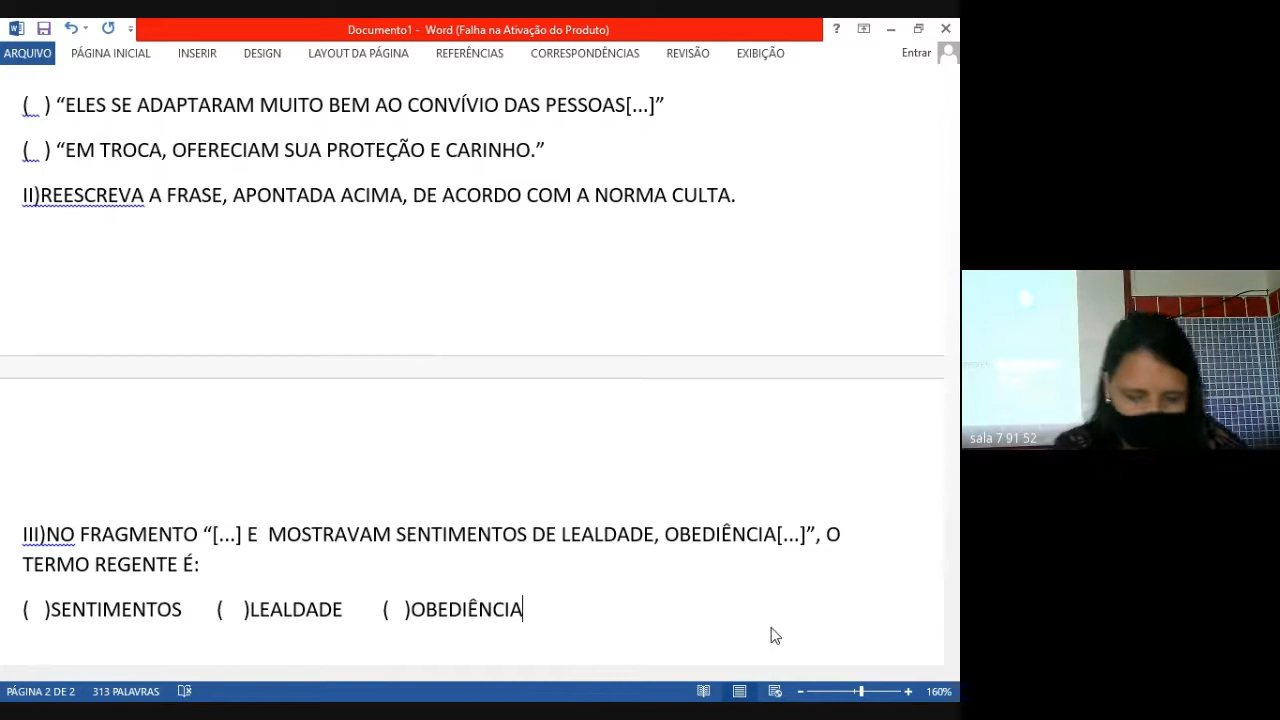 Documento1 - Word (Falha na Ativação do Produto)
ARQUIVO PÁGINA INICIAL INSERIR DESIGN LAYOUT DA PÁGINA REFERÊNCIAS CORRESPONDÊNCIAS REVISÃO EXIBIÇÃO Entrar
( ) “ELES SE ADAPTARAM MUITO BEM AO CONVÍVIO DAS PESSOAS[...]”
( ) “EM TROCA, OFERECIAM SUA PROTEÇÃO E CARINHO.”
II)REESCREVA A FRASE, APONTADA ACIMA, DE ACORDO COM A NORMA CULTA.
sala 7 91 52
III)NO FRAGMENTO “[...] E MOSTRAVAM SENTIMENTOS DE LEALDADE, OBEDIÊNCIA[...]”, O
TERMO REGENTE É:
( )SENTIMENTOS ( )LEALDADE ( )OBEDIÊNCIA
PÁGINA 2 DE 2 313 PALAVRAS 160%